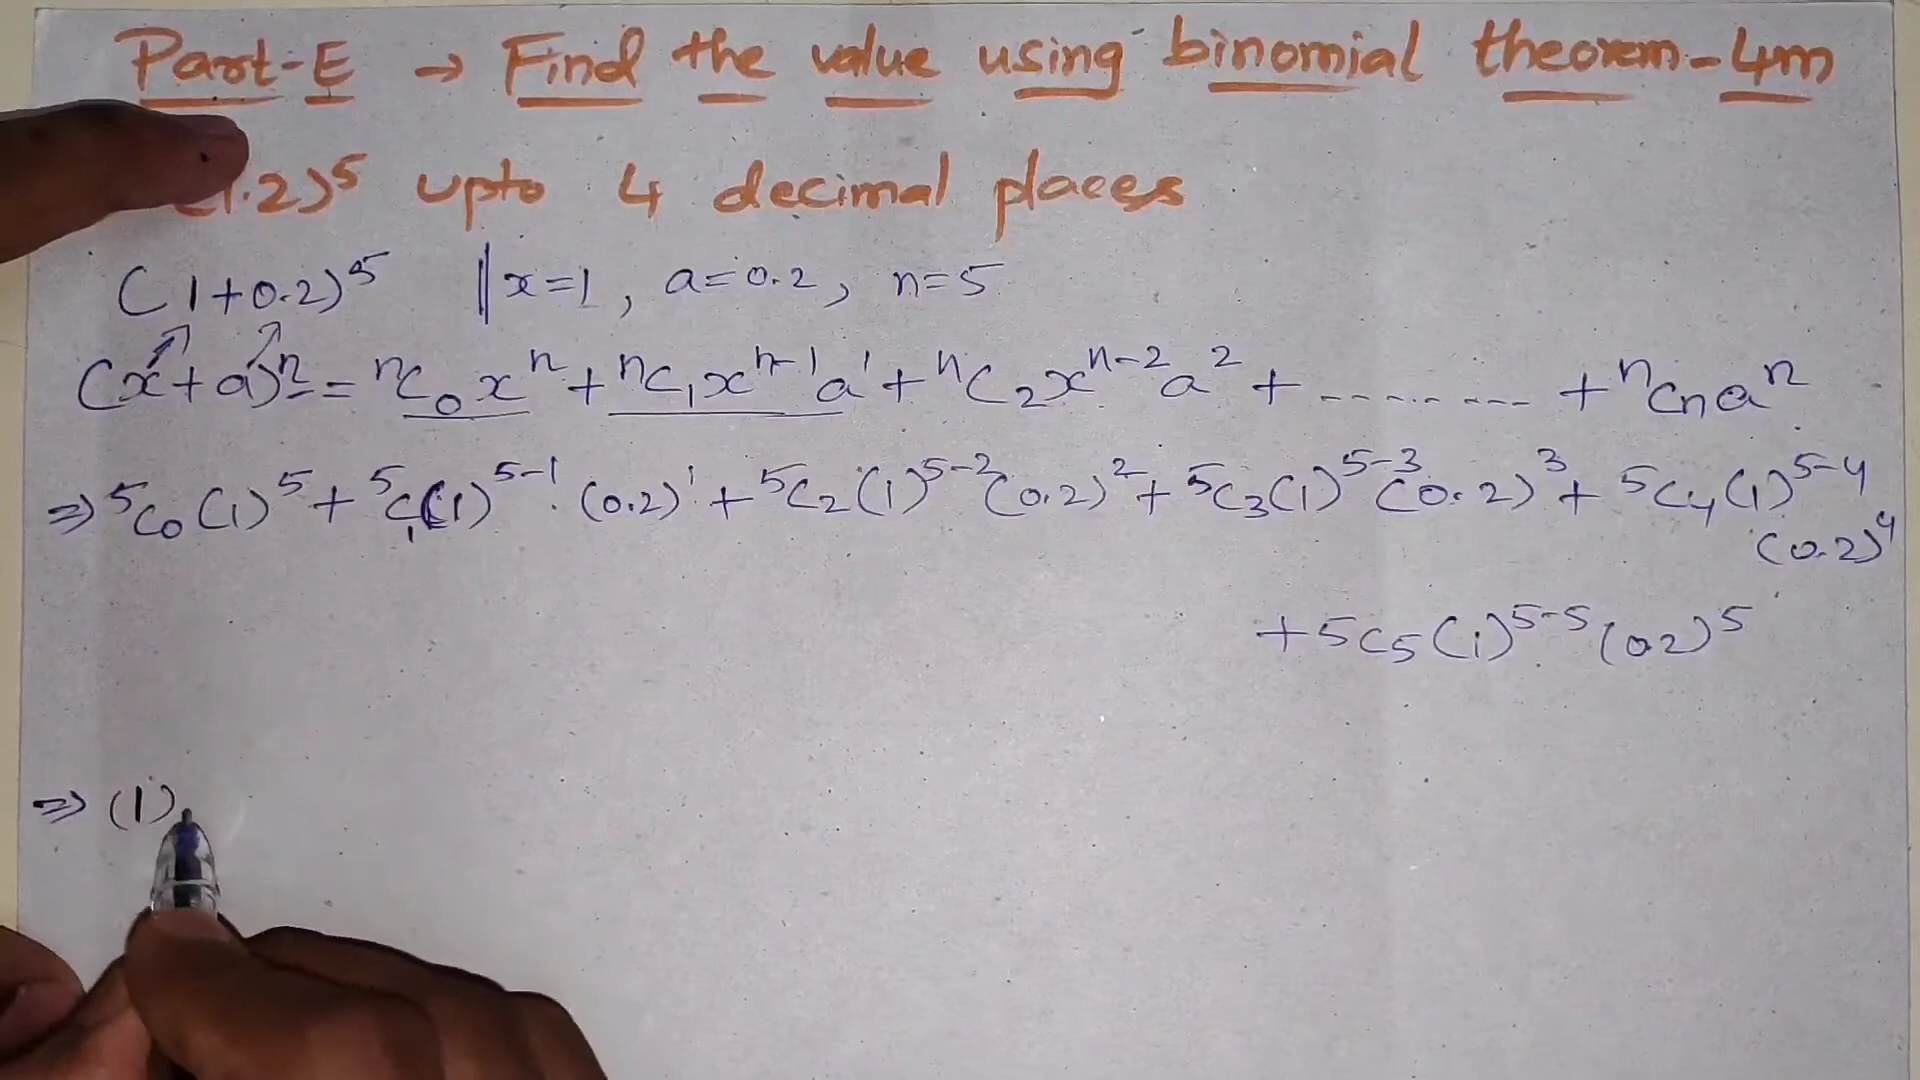 Part-E → Find the value using binomial theorem-4m
(1.2)⁵ upto 4 decimal places
(1+0.2)⁵ ‖ x=1, a=0.2, n=5
(x+a)ⁿ = ⁿC₀xⁿ + ⁿC₁xⁿ⁻¹a¹ + ⁿC₂xⁿ⁻²a² + ........ + ⁿCₙaⁿ
⇒ ⁵C₀(1)⁵ + ⁵C₁(1)⁵⁻¹.(0.2)¹ + ⁵C₂(1)⁵⁻²(0.2)² + ⁵C₃(1)⁵⁻³(0.2)³ + ⁵C₄(1)⁵⁻⁴
(0.2)⁴
+ 5C₅(1)⁵⁻⁵(02)⁵
⇒ (1)